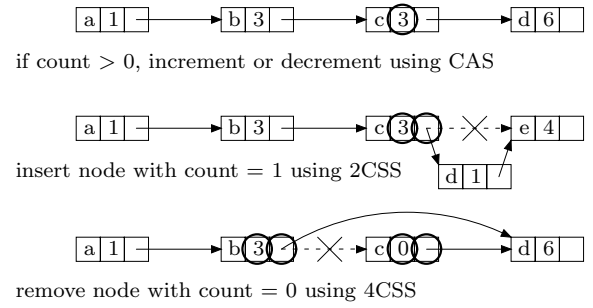 a 1 b 3 c 3 d 6
if count > 0, increment or decrement using CAS
a 1 b 3 c 3 e 4
insert node with count = 1 using 2CSS d 1
a 1 b 3 c 0 d 6
remove node with count = 0 using 4CSS